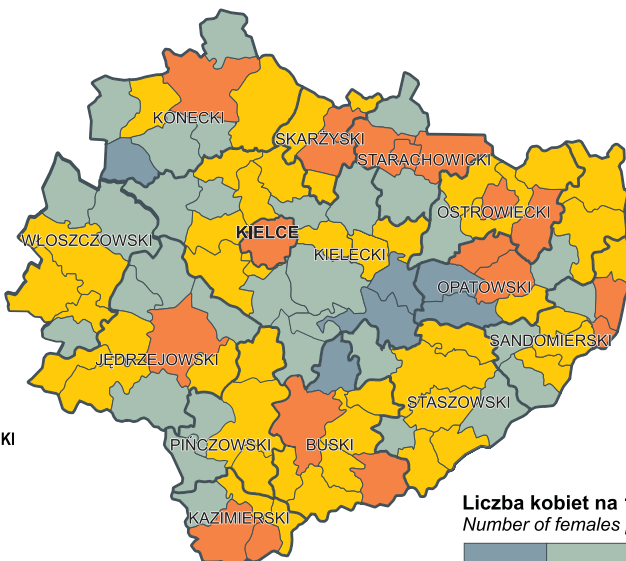 KONECKI
SKARŻYSKI
STARACHOWICKI
OSTROWIECKI
WŁOSZCZOWSKI
KIELCE
KIELECKI
OPATOWSKI
SANDOMIERSKI
JĘDRZEJOWSKI
STASZOWSKI
KI
PIŃCZOWSKI
BUSKI
KAZIMIERSKI
Liczba kobiet na 1
Number of females